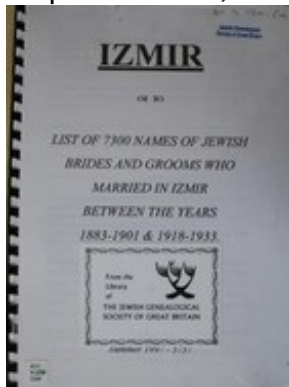 IZMIR
LIST OF 7300 NAMES OF JEWISH
BRIDES AND GROOMS WHO
MARRIED IN IZMIR
BETWEEN THE YEARS
1883-1901 & 1918-1933.
From the
Library
of
THE JEWISH GENEALOGICAL
SOCIETY OF GREAT BRITAIN